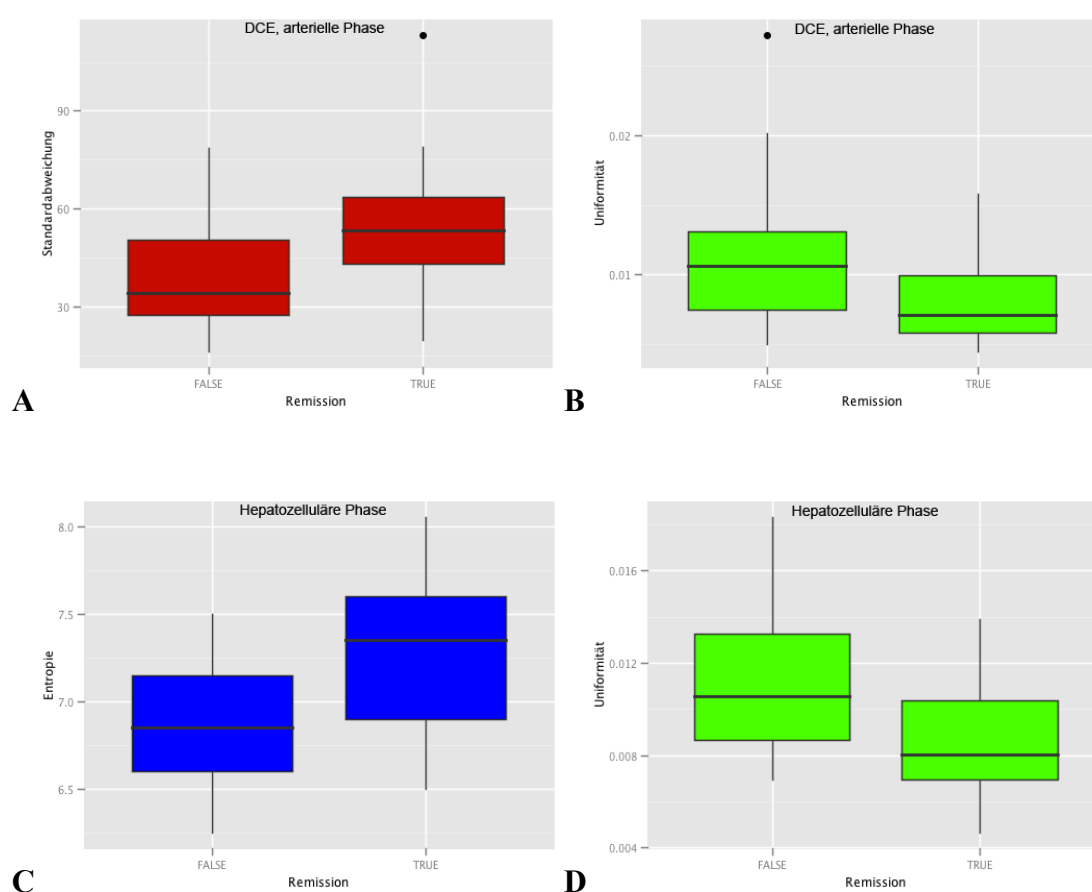 DCE, arterielle Phase
90
60
30
Standardabweichung
FALSE
TRUE
Remission
A
DCE, arterielle Phase
0.02
0.01
Uniformität
FALSE
TRUE
Remission
B
Hepatozelluläre Phase
8.0
7.5
7.0
6.5
Entropie
FALSE
TRUE
Remission
C
Hepatozelluläre Phase
0.016
0.012
0.008
0.004
Uniformität
FALSE
TRUE
Remission
D